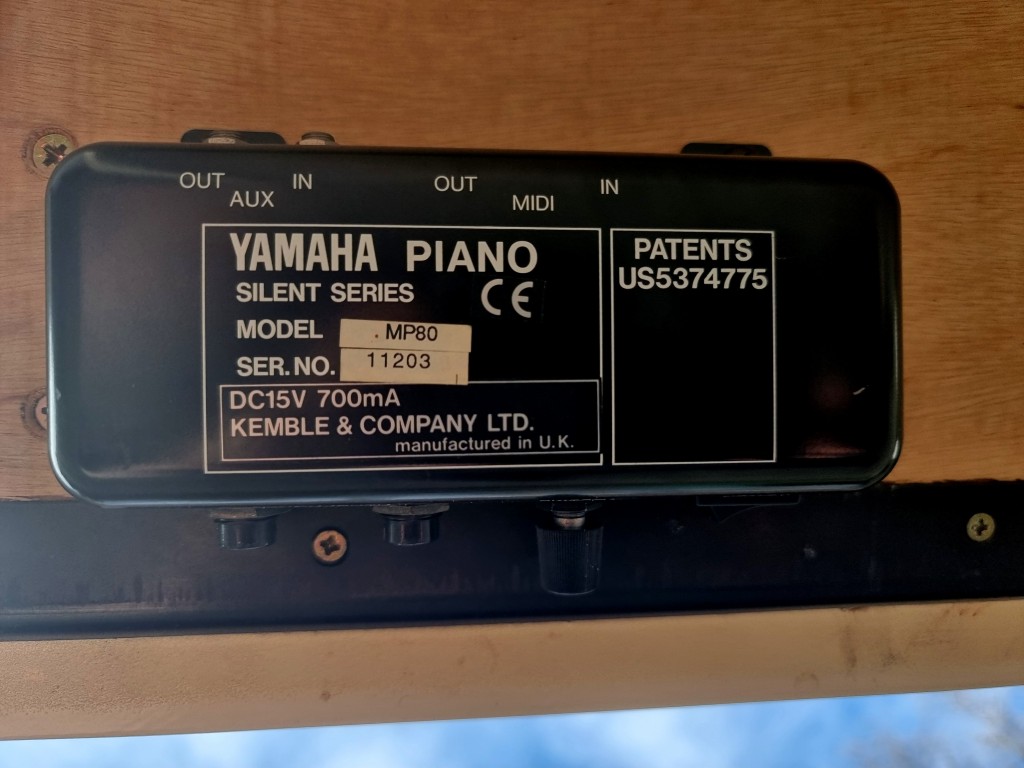 OUT AUX IN OUT MIDI IN
YAMAHA PIANO
SILENT SERIES CE
MODEL .MP80
SER.NO. 11203
DC15V 700mA
KEMBLE & COMPANY LTD.
manufactured in U.K.
PATENTS
US5374775